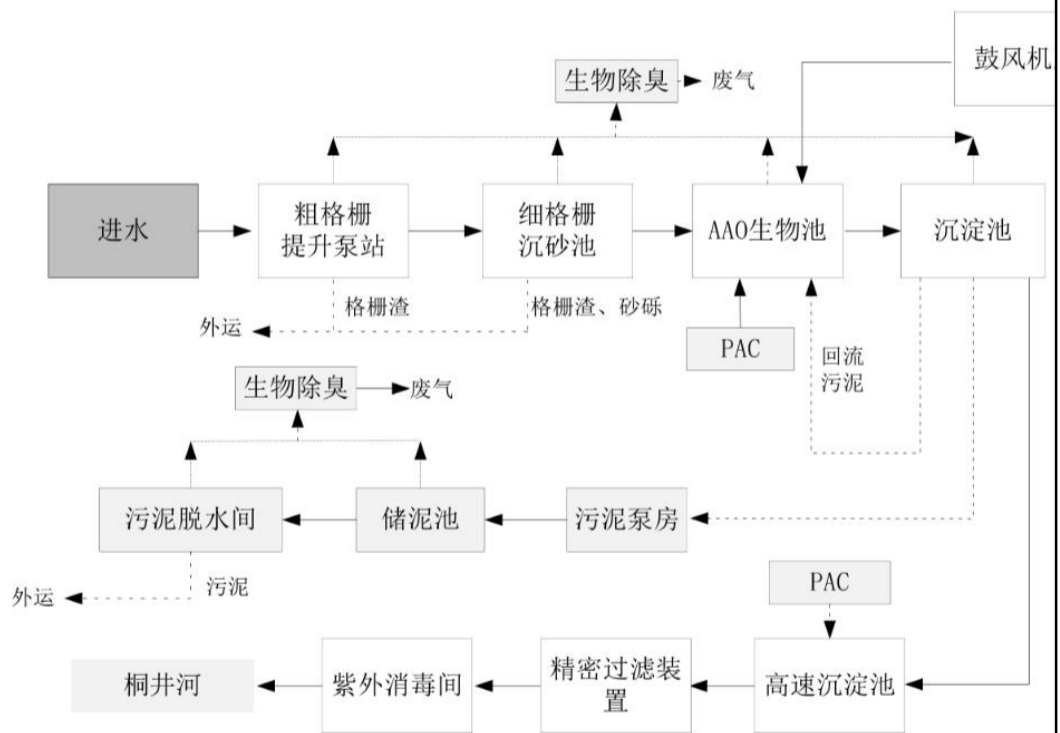 鼓风机
生物除臭
废气
进水
粗格栅
提升泵站
细格栅
沉砂池
AAO生物池
沉淀池
格栅渣
格栅渣、砂砾
外运
PAC
回流
污泥
生物除臭
废气
污泥脱水间
储泥池
污泥泵房
污泥
外运
PAC
桐井河
紫外消毒间
精密过滤装
置
高速沉淀池